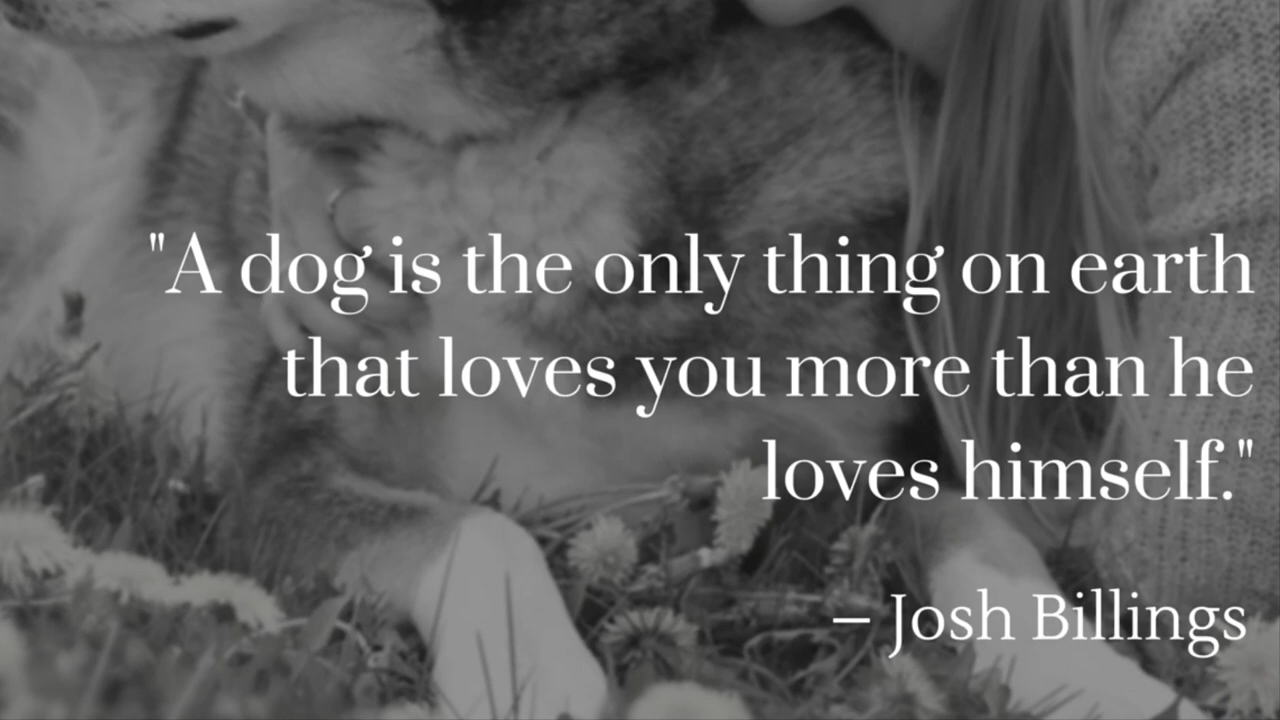 "A dog is the only thing on earth
that loves you more than he
loves himself."
– Josh Billings